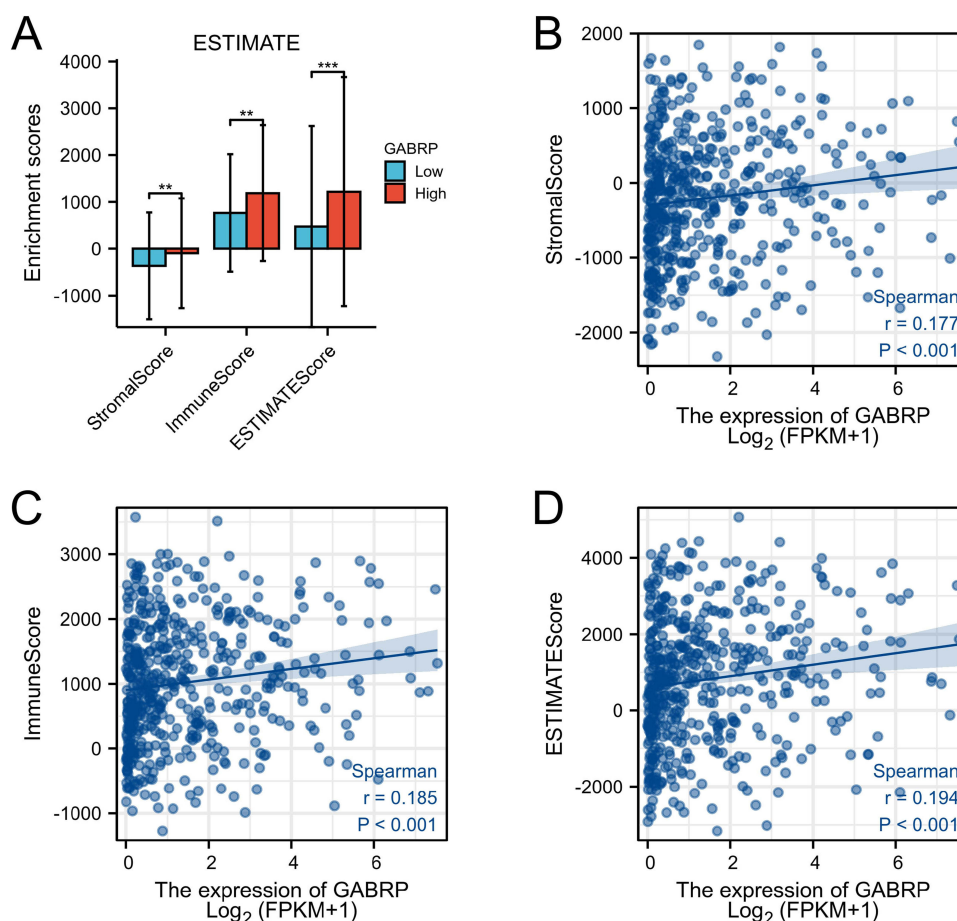 A
ESTIMATE
Enrichment scores
4000
3000
2000
1000
0
-1000
**
**
***
GABRP
Low
High
StromalScore
ImmuneScore
ESTIMATEScore
B
StromalScore
2000
1000
0
-1000
-2000
Spearman
r = 0.177
P < 0.001
0 2 4 6
The expression of GABRP
Log₂ (FPKM+1)
C
ImmuneScore
3000
2000
1000
0
-1000
Spearman
r = 0.185
P < 0.001
0 2 4 6
The expression of GABRP
Log₂ (FPKM+1)
D
ESTIMATEScore
4000
2000
0
-2000
Spearman
r = 0.194
P < 0.001
0 2 4 6
The expression of GABRP
Log₂ (FPKM+1)